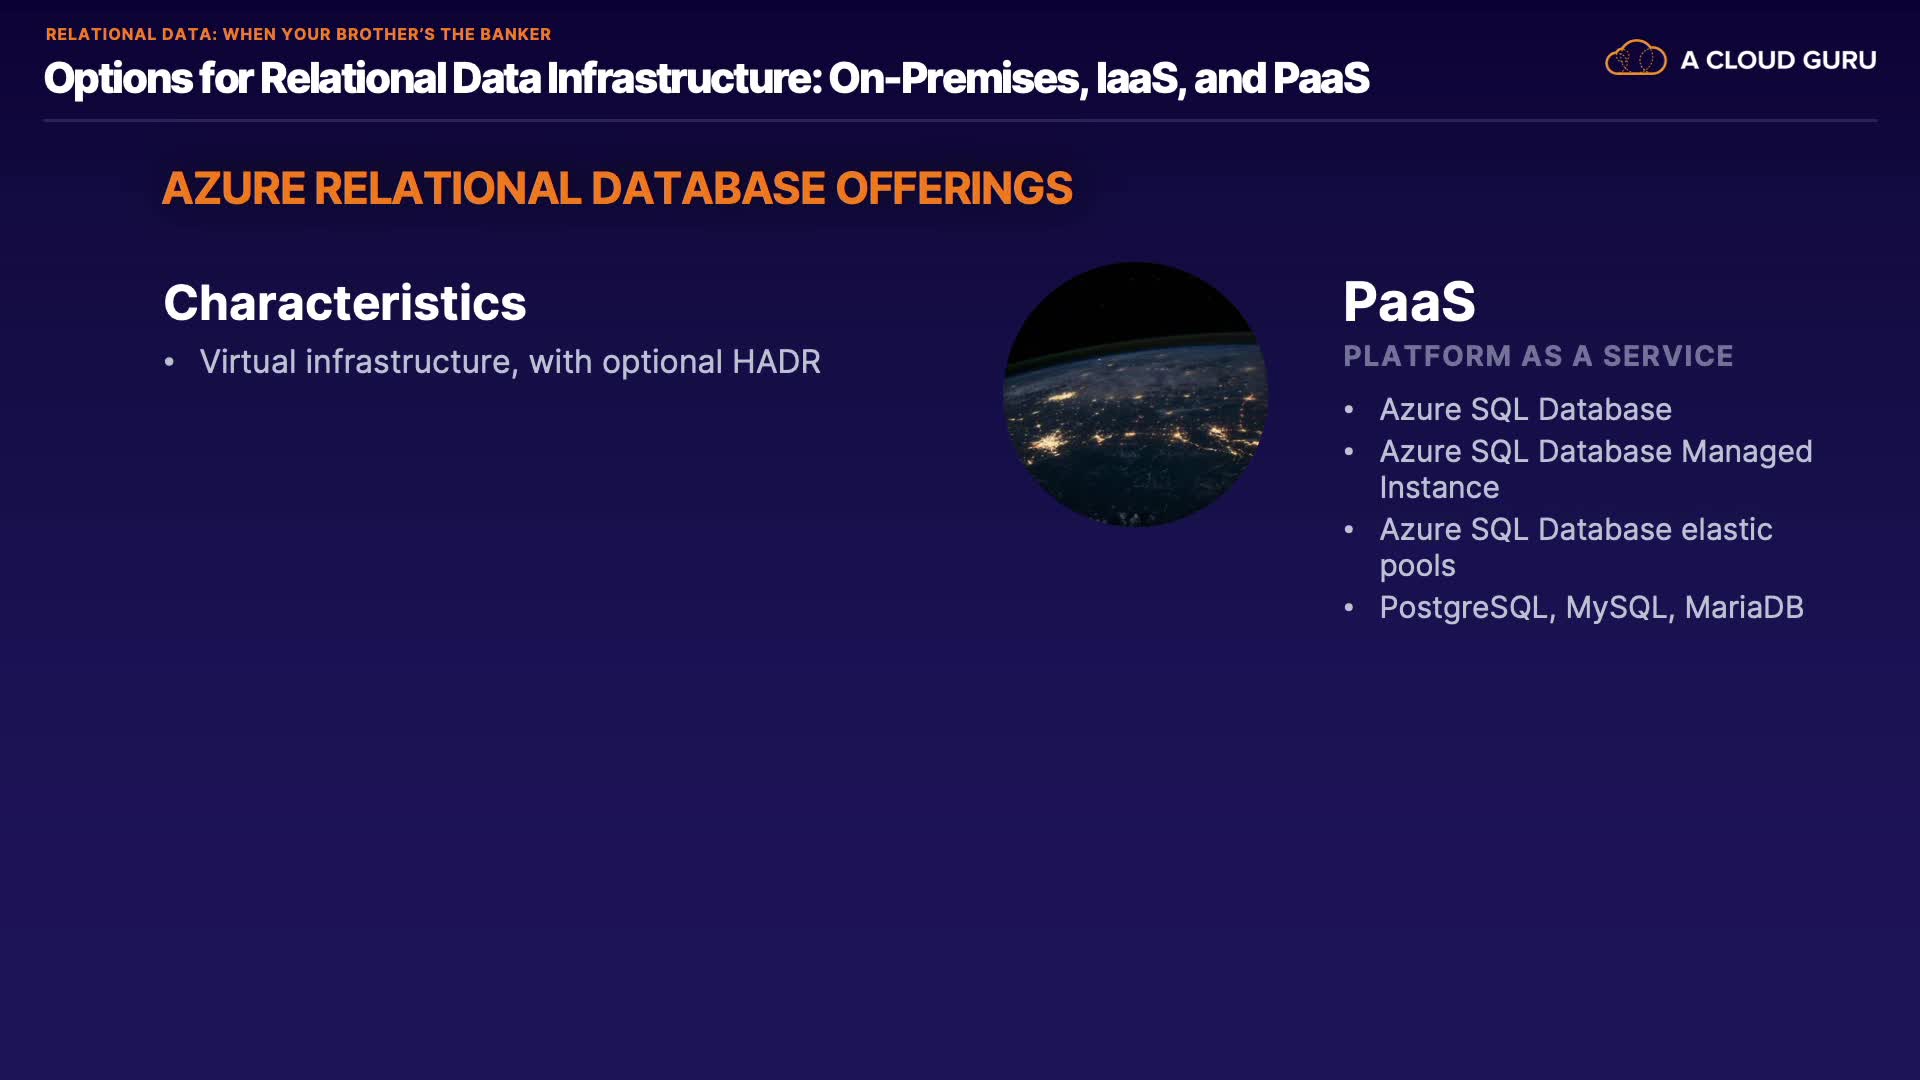 RELATIONAL DATA: WHEN YOUR BROTHER'S THE BANKER
Options for Relational Data Infrastructure: On-Premises, IaaS, and PaaS
A CLOUD GURU
AZURE RELATIONAL DATABASE OFFERINGS
Characteristics
• Virtual infrastructure, with optional HADR
PaaS
PLATFORM AS A SERVICE
• Azure SQL Database
• Azure SQL Database Managed
Instance
• Azure SQL Database elastic
pools
• PostgreSQL, MySQL, MariaDB